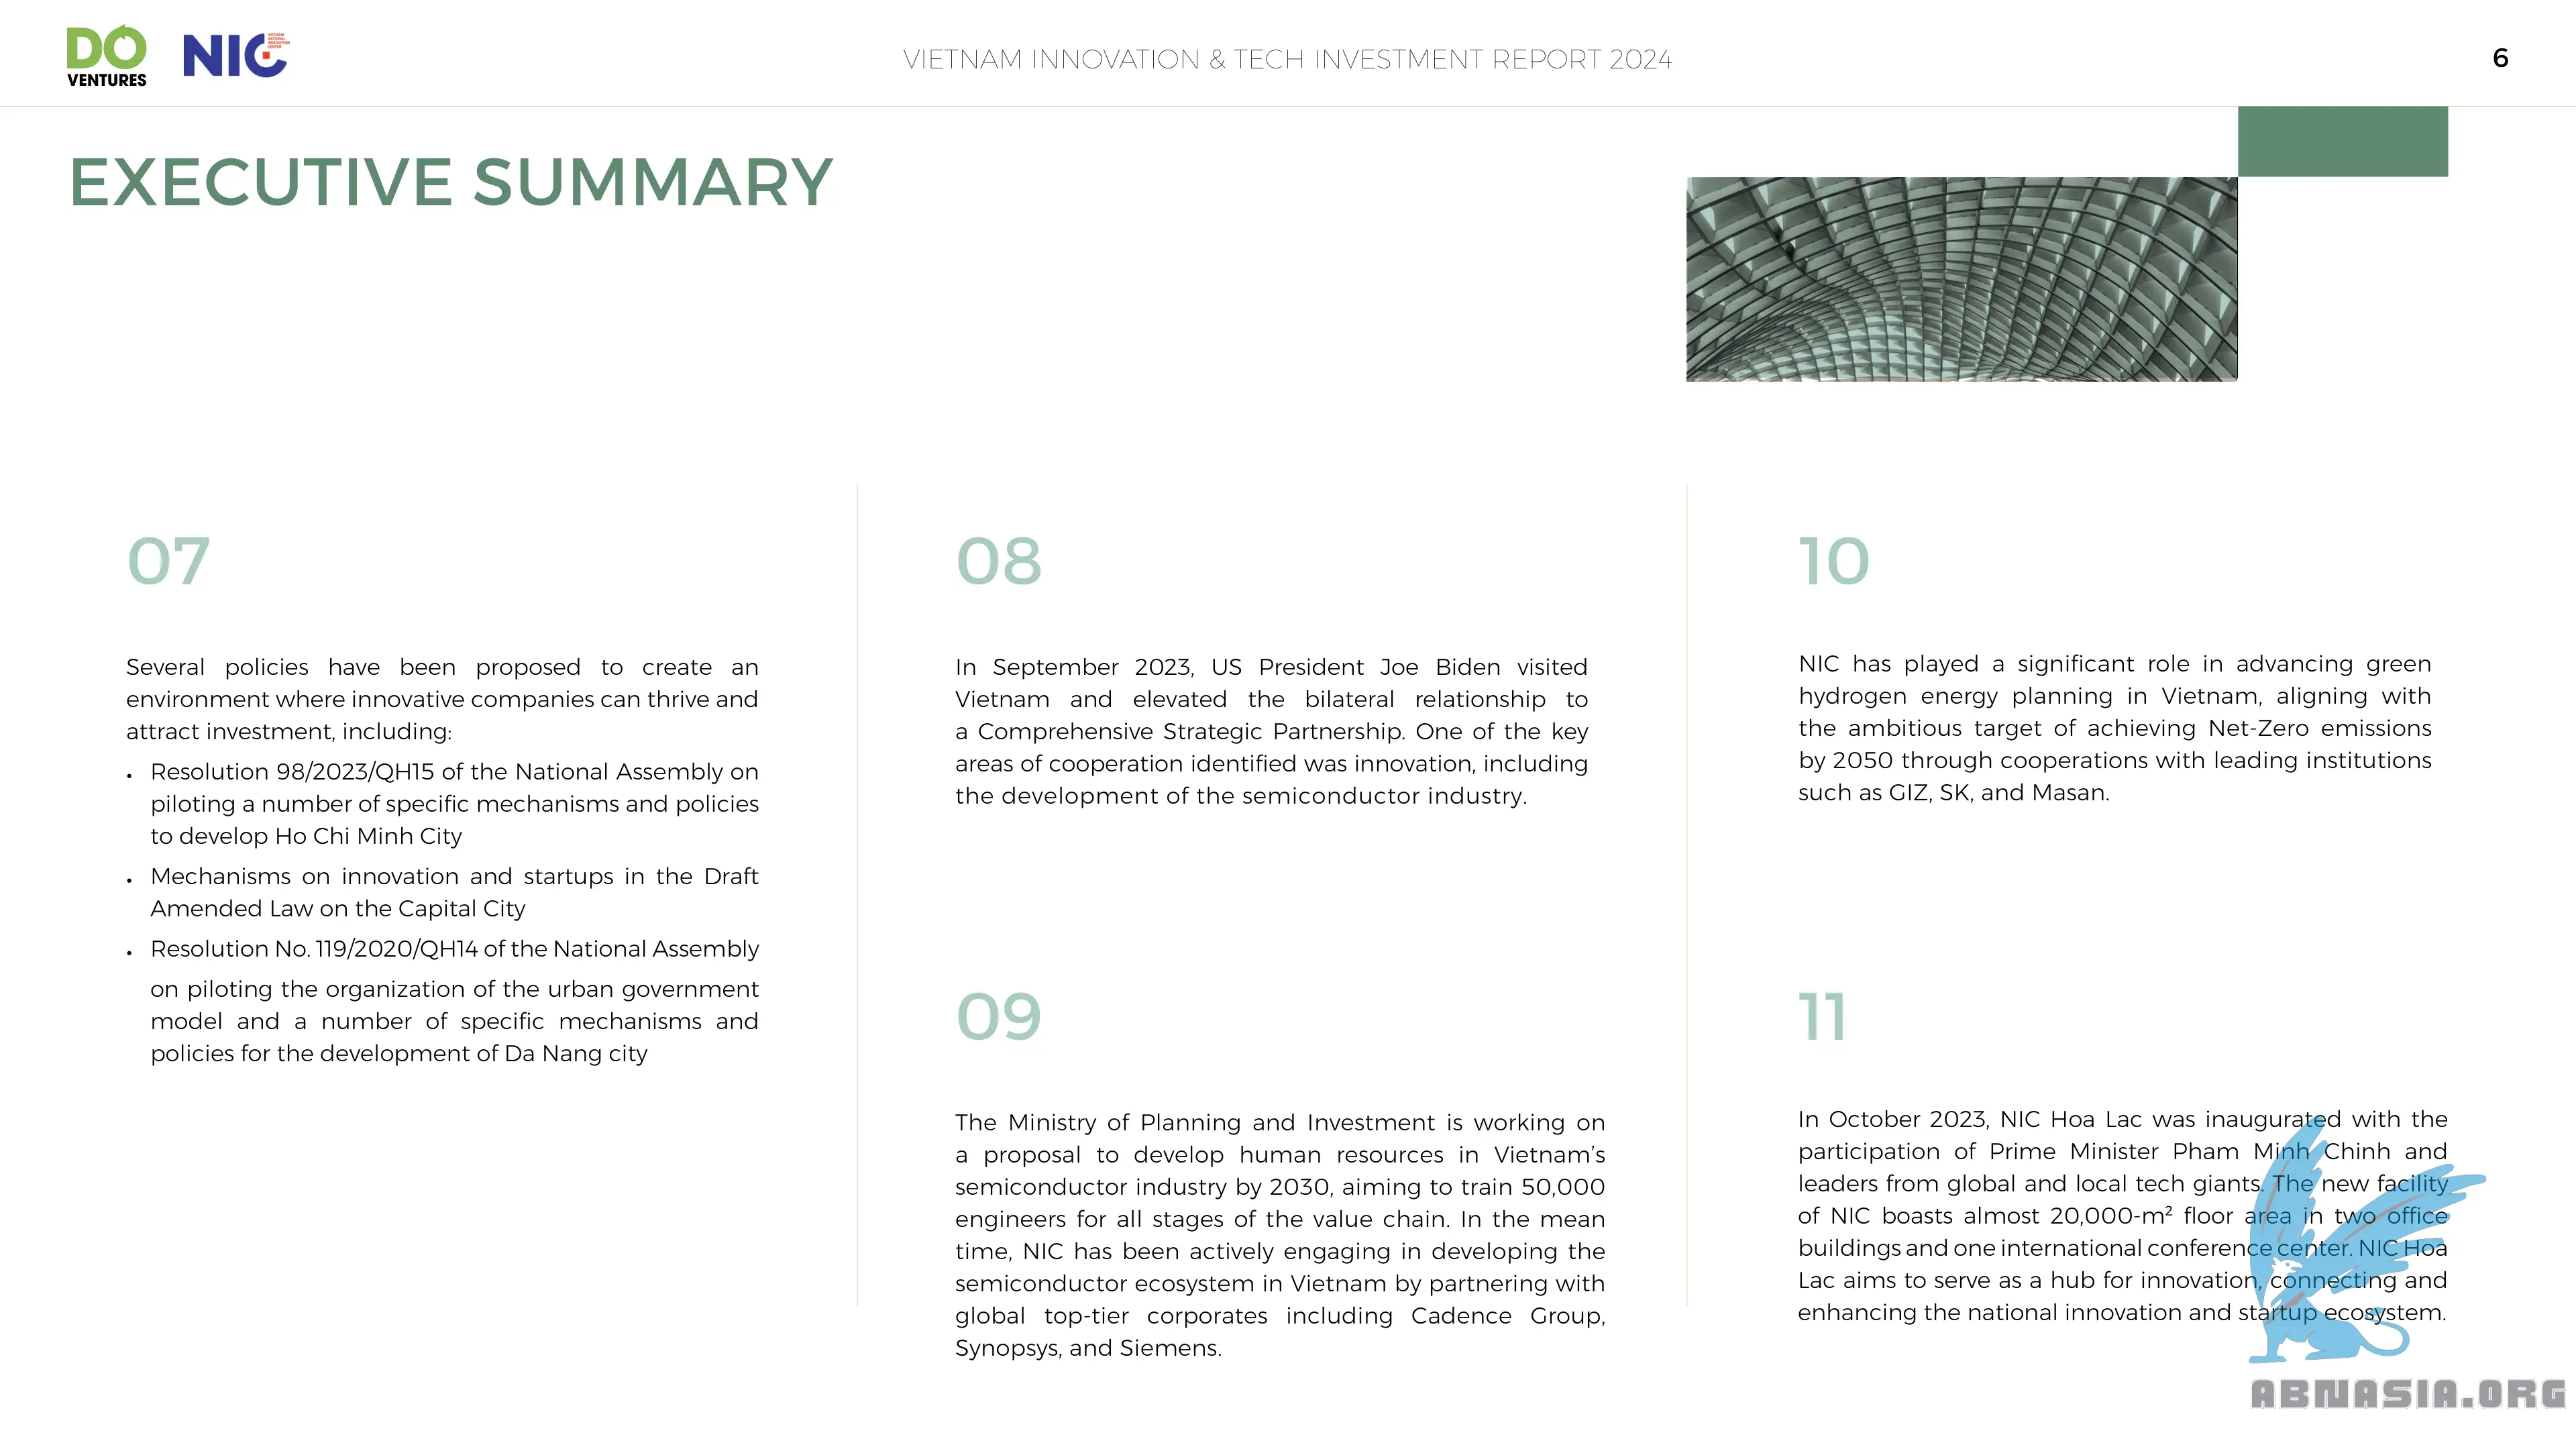 DO
VENTURES
NIC
VIETNAM
NATIONAL
INNOVATION
CENTER
VIETNAM INNOVATION & TECH INVESTMENT REPORT 2024
6
EXECUTIVE SUMMARY
07
Several policies have been proposed to create an
environment where innovative companies can thrive and
attract investment, including:
• Resolution 98/2023/QH15 of the National Assembly on
piloting a number of specific mechanisms and policies
to develop Ho Chi Minh City
• Mechanisms on innovation and startups in the Draft
Amended Law on the Capital City
• Resolution No. 119/2020/QH14 of the National Assembly
on piloting the organization of the urban government
model and a number of specific mechanisms and
policies for the development of Da Nang city
08
In September 2023, US President Joe Biden visited
Vietnam and elevated the bilateral relationship to
a Comprehensive Strategic Partnership. One of the key
areas of cooperation identified was innovation, including
the development of the semiconductor industry.
09
The Ministry of Planning and Investment is working on
a proposal to develop human resources in Vietnam’s
semiconductor industry by 2030, aiming to train 50,000
engineers for all stages of the value chain. In the mean
time, NIC has been actively engaging in developing the
semiconductor ecosystem in Vietnam by partnering with
global top-tier corporates including Cadence Group,
Synopsys, and Siemens.
10
NIC has played a significant role in advancing green
hydrogen energy planning in Vietnam, aligning with
the ambitious target of achieving Net-Zero emissions
by 2050 through cooperations with leading institutions
such as GIZ, SK, and Masan.
11
In October 2023, NIC Hoa Lac was inaugurated with the
participation of Prime Minister Pham Minh Chinh and
leaders from global and local tech giants. The new facility
of NIC boasts almost 20,000-m² floor area in two office
buildings and one international conference center. NIC Hoa
Lac aims to serve as a hub for innovation, connecting and
enhancing the national innovation and startup ecosystem.
ABNASIA.ORG